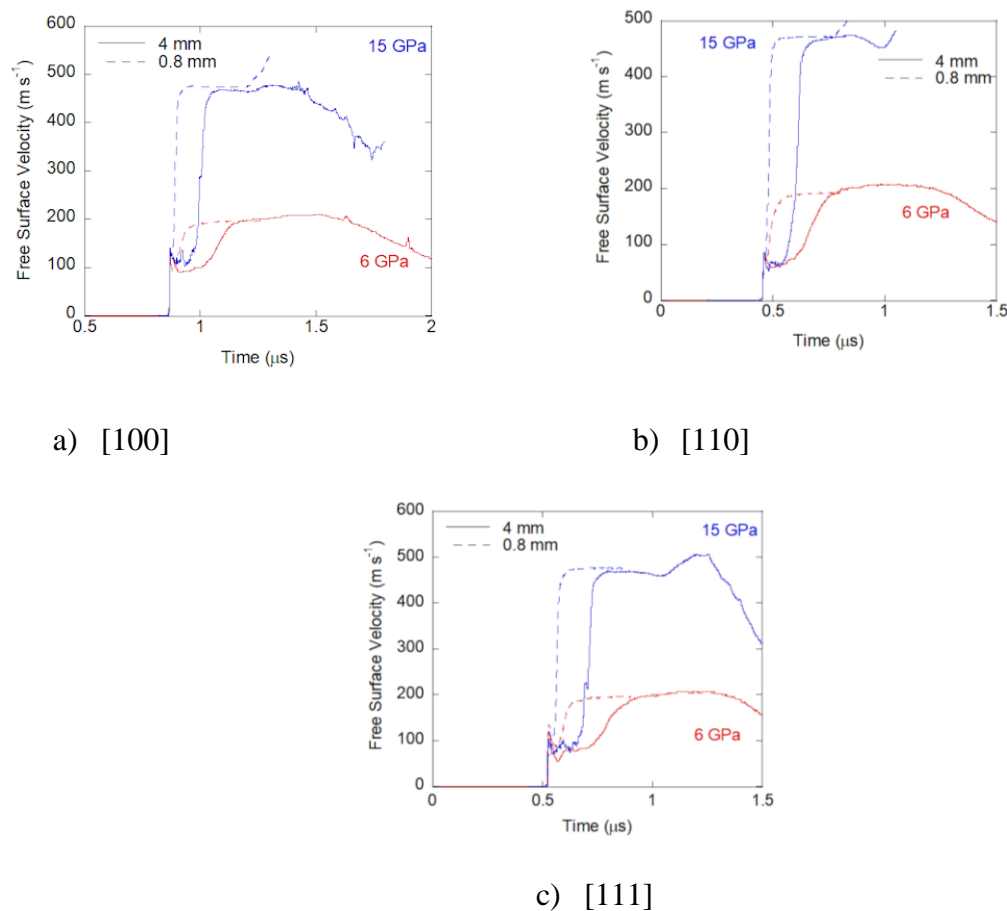 600
500
400
300
200
100
0
Free Surface Velocity (m s⁻¹)
4 mm
0.8 mm
15 GPa
6 GPa
0.5
1
1.5
2
Time (μs)
a) [100]
500
400
300
200
100
0
Free Surface Velocity (m s⁻¹)
15 GPa
4 mm
0.8 mm
6 GPa
0
0.5
1
1.5
Time (μs)
b) [110]
600
500
400
300
200
100
0
Free Surface Velocity (m s⁻¹)
4 mm
0.8 mm
15 GPa
6 GPa
0
0.5
1
1.5
Time (μs)
c) [111]